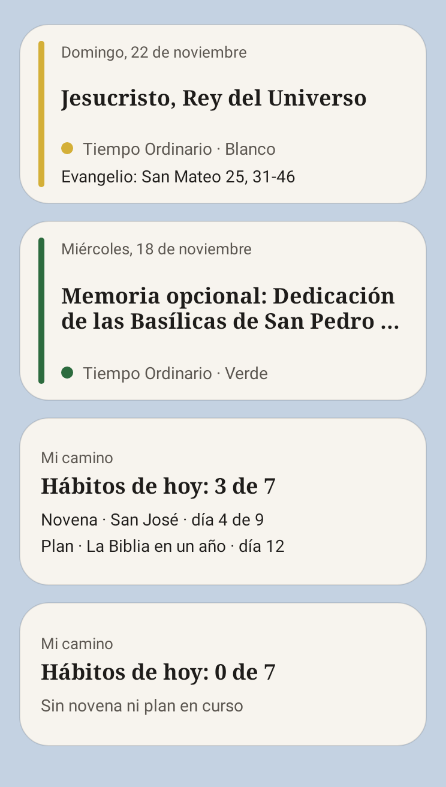 Domingo, 22 de noviembre
Jesucristo, Rey del Universo
Tiempo Ordinario · Blanco
Evangelio: San Mateo 25, 31-46
Miércoles, 18 de noviembre
Memoria opcional: Dedicación
de las Basílicas de San Pedro ...
Tiempo Ordinario · Verde
Mi camino
Hábitos de hoy: 3 de 7
Novena · San José · día 4 de 9
Plan · La Biblia en un año · día 12
Mi camino
Hábitos de hoy: 0 de 7
Sin novena ni plan en curso